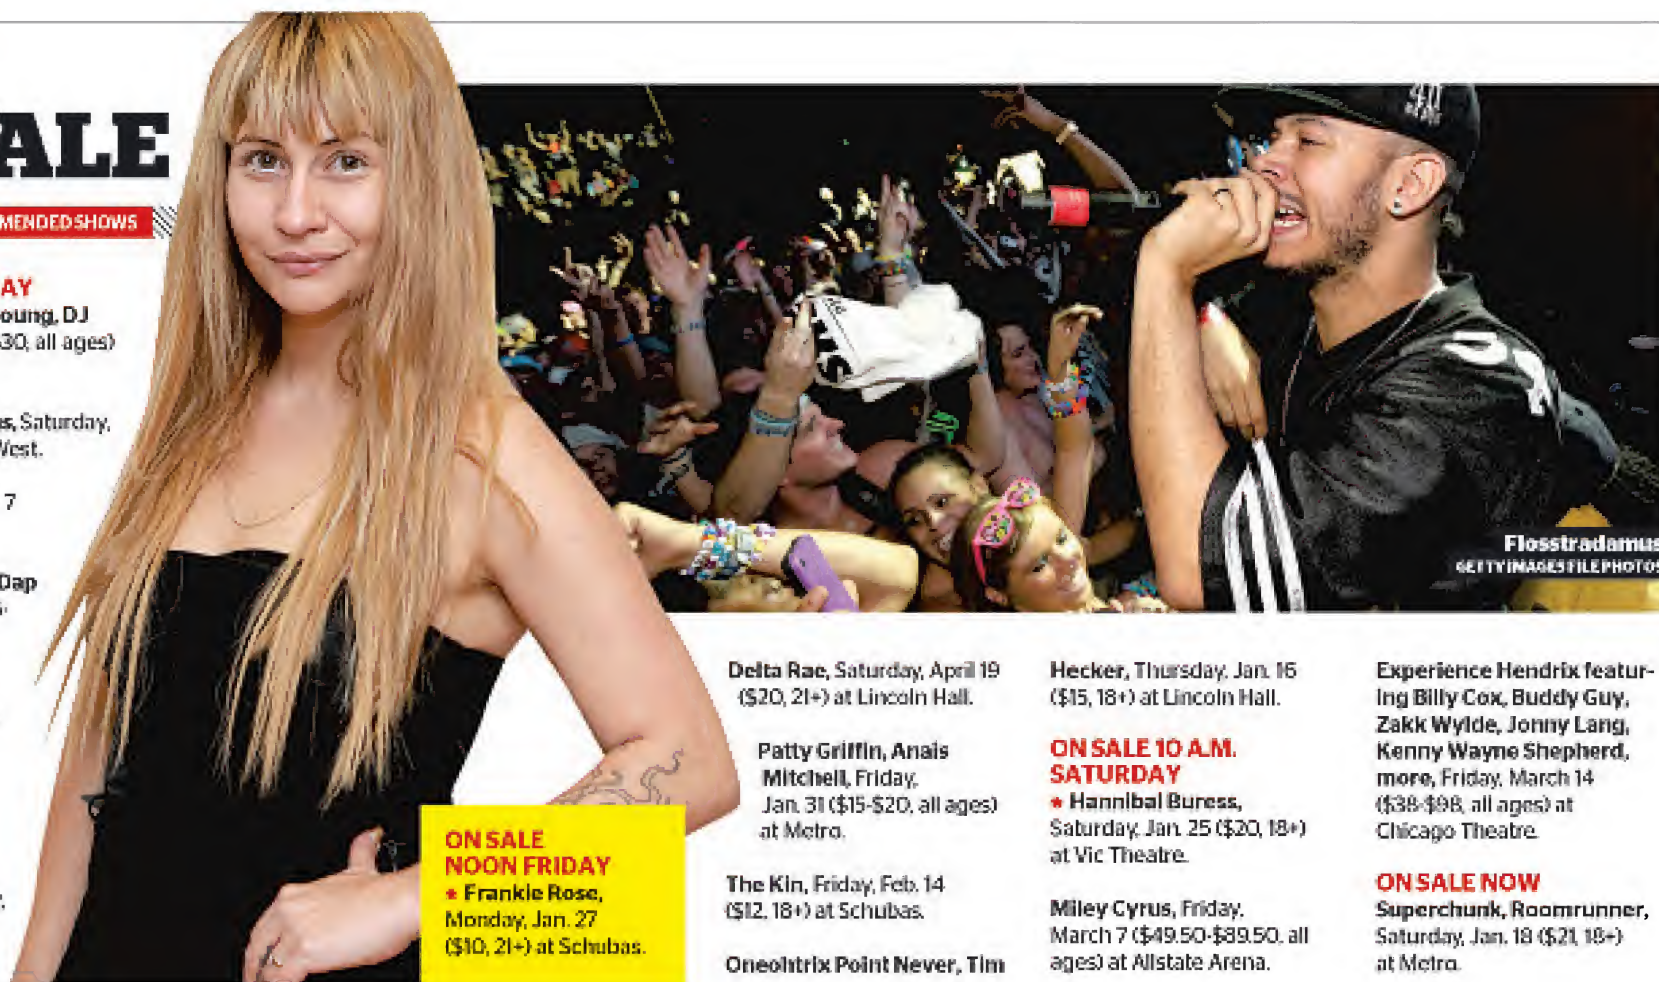 ALE
MENDED SHOWS
AY
oung, DJ
30, all ages)
s, Saturday,
West.
7
Dap
40
Flosstradamus
GETTY IMAGES FILE PHOTOS
ON SALE
NOON FRIDAY
★ Frankie Rose,
Monday, Jan. 27
($10, 21+) at Schubas.
Delta Rae, Saturday, April 19
($20, 21+) at Lincoln Hall.
Patty Griffin, Anais
Mitchell, Friday,
Jan. 31 ($15-$20, all ages)
at Metro.
The Kin, Friday, Feb. 14
($12, 18+) at Schubas.
Oneohtrix Point Never, Tim
Hecker, Thursday, Jan. 16
($15, 18+) at Lincoln Hall.
ON SALE 10 A.M.
SATURDAY
★ Hannibal Buress,
Saturday, Jan. 25 ($20, 18+)
at Vic Theatre.
Miley Cyrus, Friday,
March 7 ($49.50-$89.50, all
ages) at Allstate Arena.
Experience Hendrix featur-
ing Billy Cox, Buddy Guy,
Zakk Wylde, Jonny Lang,
Kenny Wayne Shepherd,
more, Friday, March 14
($38-$98, all ages) at
Chicago Theatre.
ON SALE NOW
Superchunk, Roomrunner,
Saturday, Jan. 18 ($21, 18+)
at Metro.